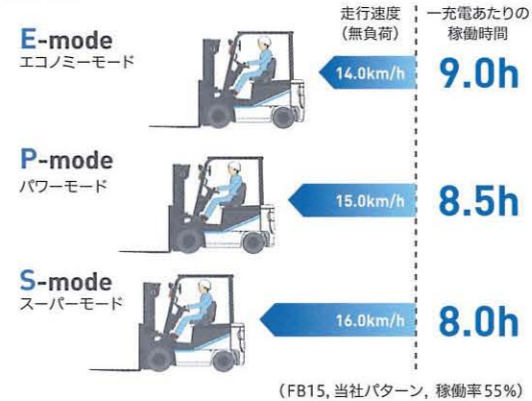 走行速度
（無負荷）
一充電あたりの
稼働時間
E-mode
エコノミーモード
14.0km/h
9.0h
P-mode
パワーモード
15.0km/h
8.5h
S-mode
スーパーモード
16.0km/h
8.0h
（FB15, 当社パターン, 稼働率55%）